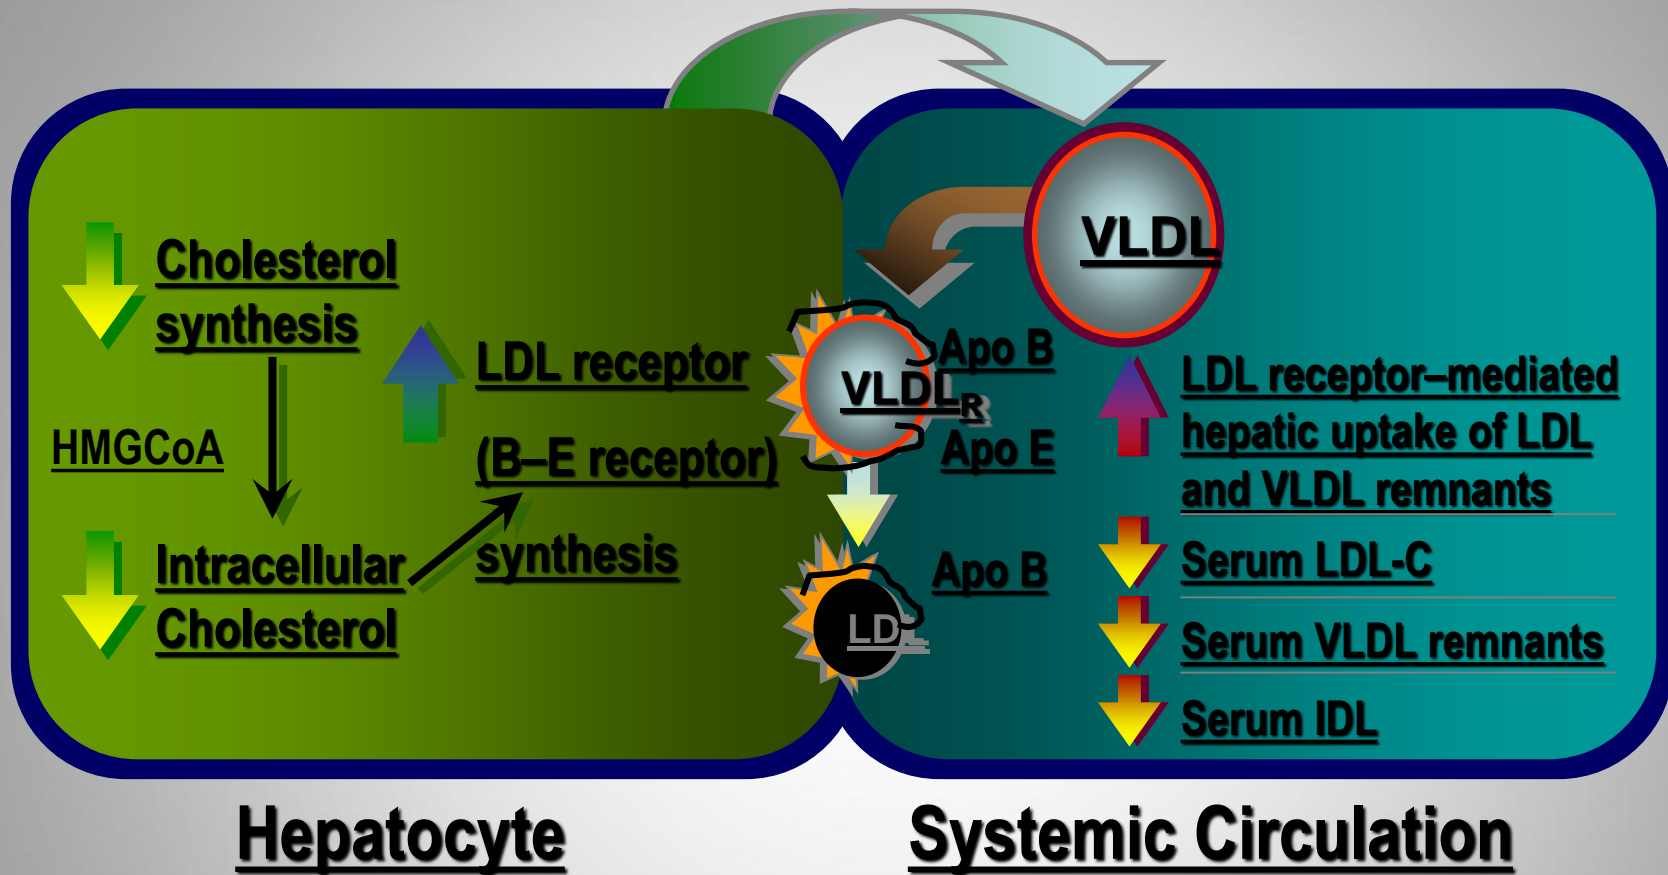 Cholesterol
synthesis
HMGCoA
Intracellular
Cholesterol
LDL receptor
(B–E receptor)
synthesis
VLDL
VLDLR
Apo B
Apo E
LDL
Apo B
LDL receptor–mediated
hepatic uptake of LDL
and VLDL remnants
Serum LDL-C
Serum VLDL remnants
Serum IDL
Hepatocyte
Systemic Circulation